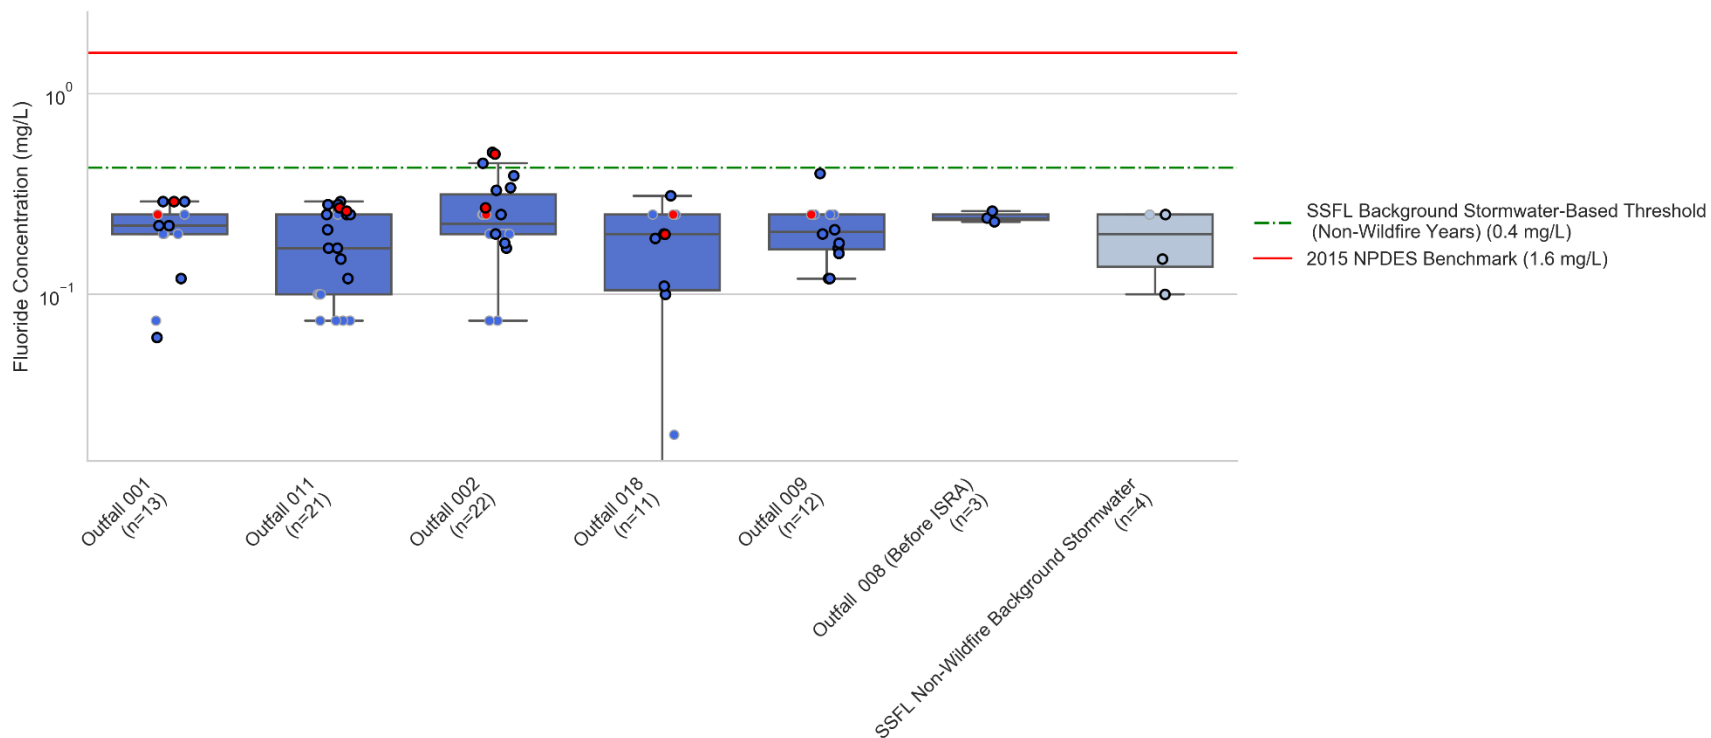 Fluoride Concentration (mg/L)
10⁰
10⁻¹
Outfall 001
(n=13)
Outfall 011
(n=21)
Outfall 002
(n=22)
Outfall 018
(n=11)
Outfall 009
(n=12)
Outfall  008 (Before ISRA)
(n=3)
SSFL Non-Wildfire Background Stormwater
(n=4)
SSFL Background Stormwater-Based Threshold
(Non-Wildfire Years) (0.4 mg/L)
2015 NPDES Benchmark (1.6 mg/L)